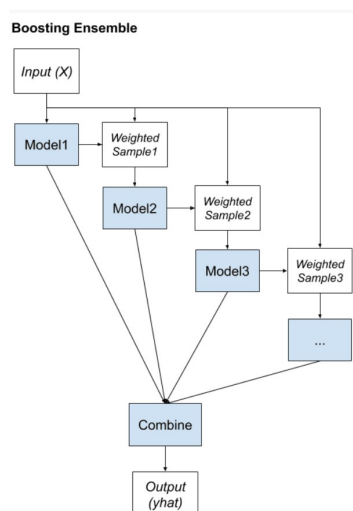 Boosting Ensemble
Input (X)
Model1
Weighted
Sample1
Model2
Weighted
Sample2
Model3
Weighted
Sample3
...
Combine
Output
(yhat)